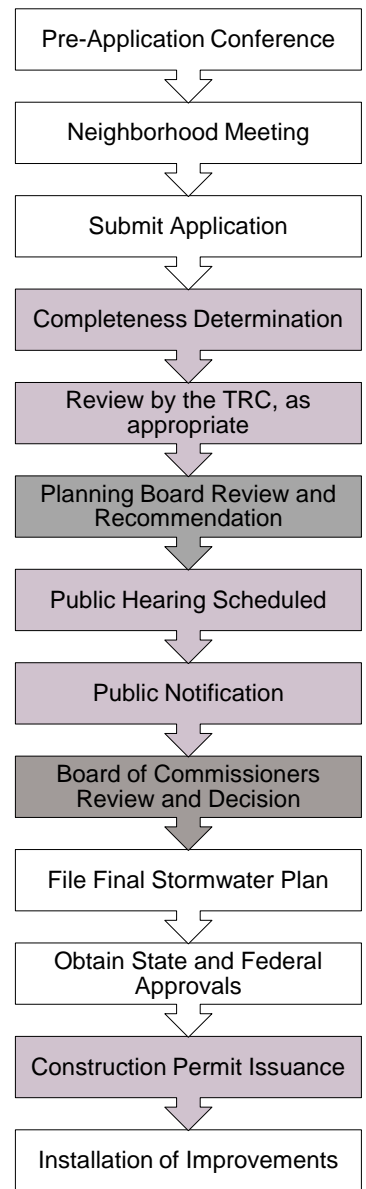 Pre-Application Conference
Neighborhood Meeting
Submit Application
Completeness Determination
Review by the TRC, as
appropriate
Planning Board Review and
Recommendation
Public Hearing Scheduled
Public Notification
Board of Commissioners
Review and Decision
File Final Stormwater Plan
Obtain State and Federal
Approvals
Construction Permit Issuance
Installation of Improvements